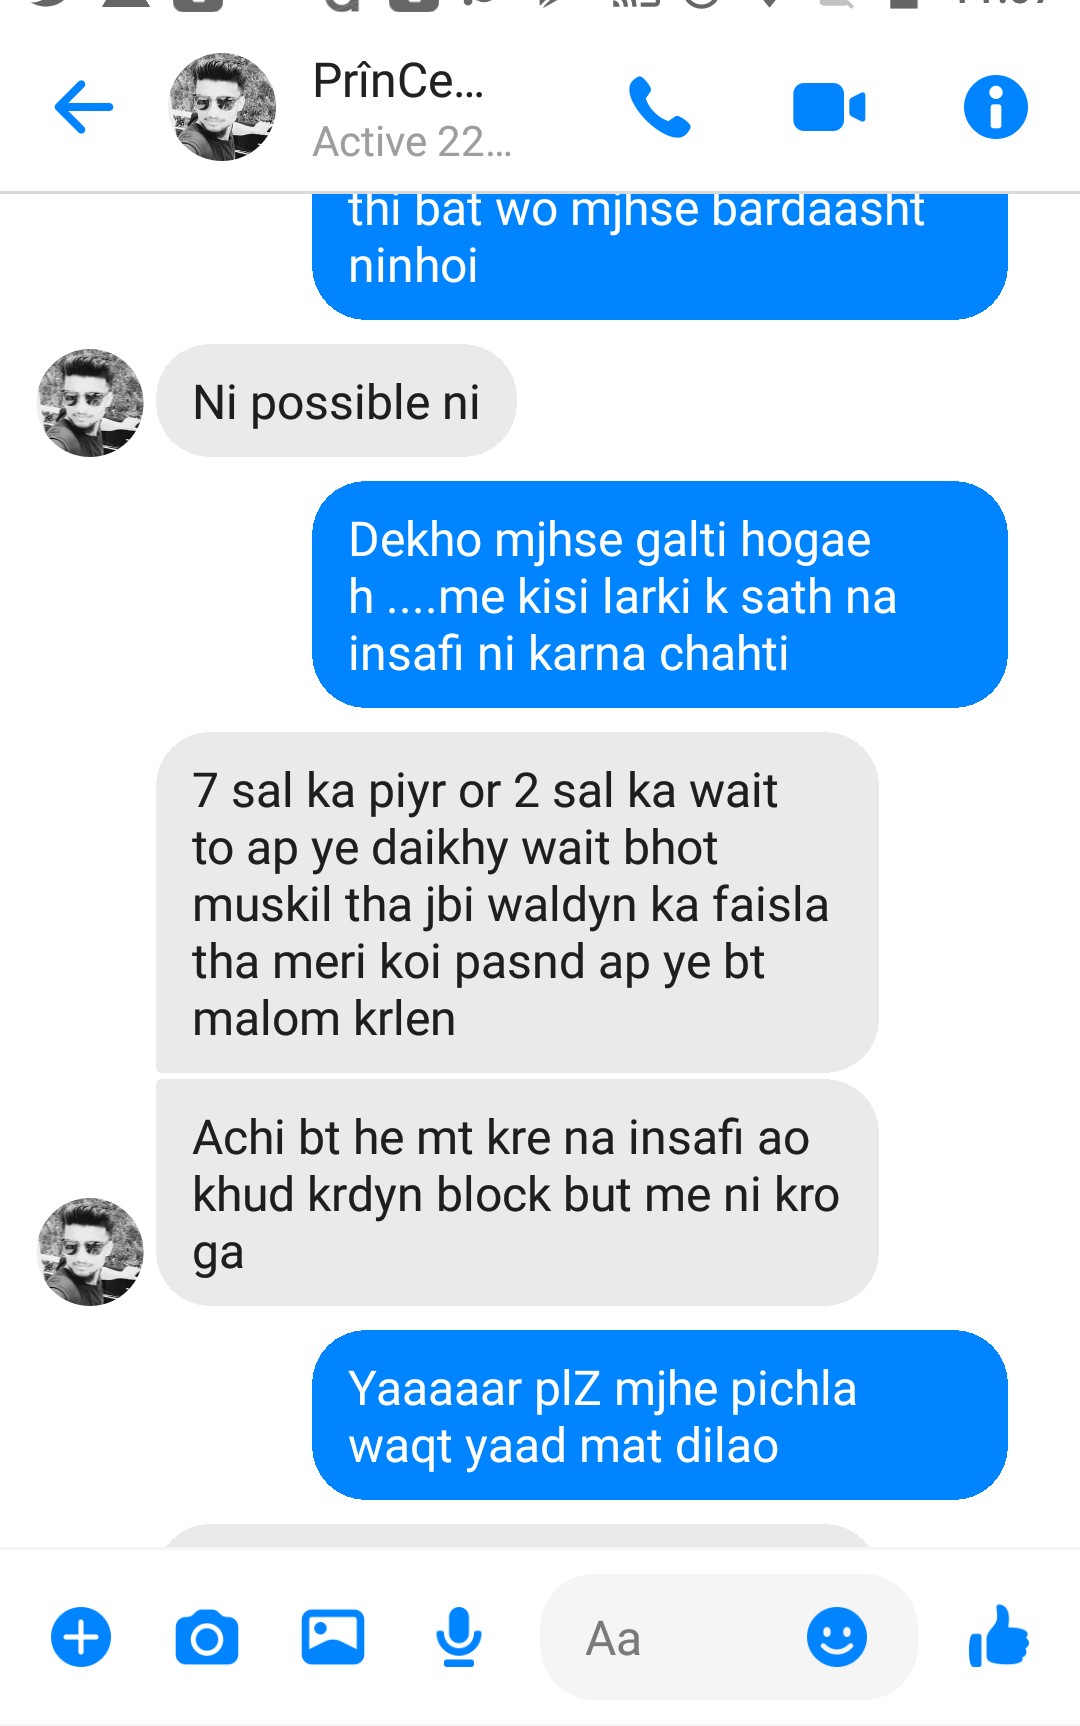 PrînCe...
Active 22...
thi bat wo mjhse bardaasht
ninhoi
Ni possible ni
Dekho mjhse galti hogae
h ....me kisi larki k sath na
insafi ni karna chahti
7 sal ka piyr or 2 sal ka wait
to ap ye daikhy wait bhot
muskil tha jbi waldyn ka faisla
tha meri koi pasnd ap ye bt
malom krlen
Achi bt he mt kre na insafi ao
khud krdyn block but me ni kro
ga
Yaaaaar plZ mjhe pichla
waqt yaad mat dilao
Aa